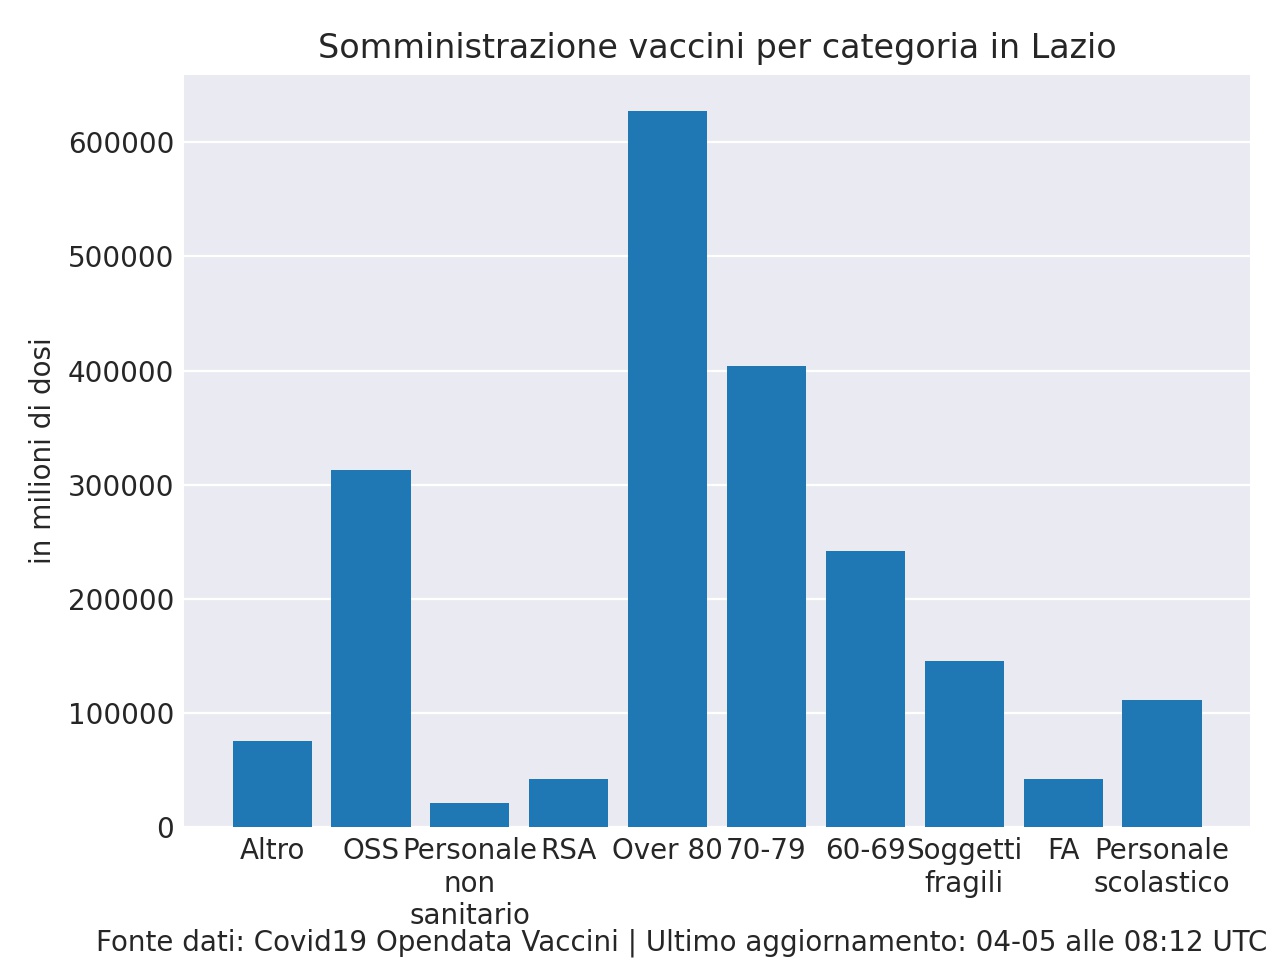 Somministrazione vaccini per categoria in Lazio
in milioni di dosi
600000
500000
400000
300000
200000
100000
0
Altro
OSS
Personale
non
sanitario
RSA
Over 80
70-79
60-69
Soggetti
fragili
FA
Personale
scolastico
Fonte dati: Covid19 Opendata Vaccini | Ultimo aggiornamento: 04-05 alle 08:12 UTC